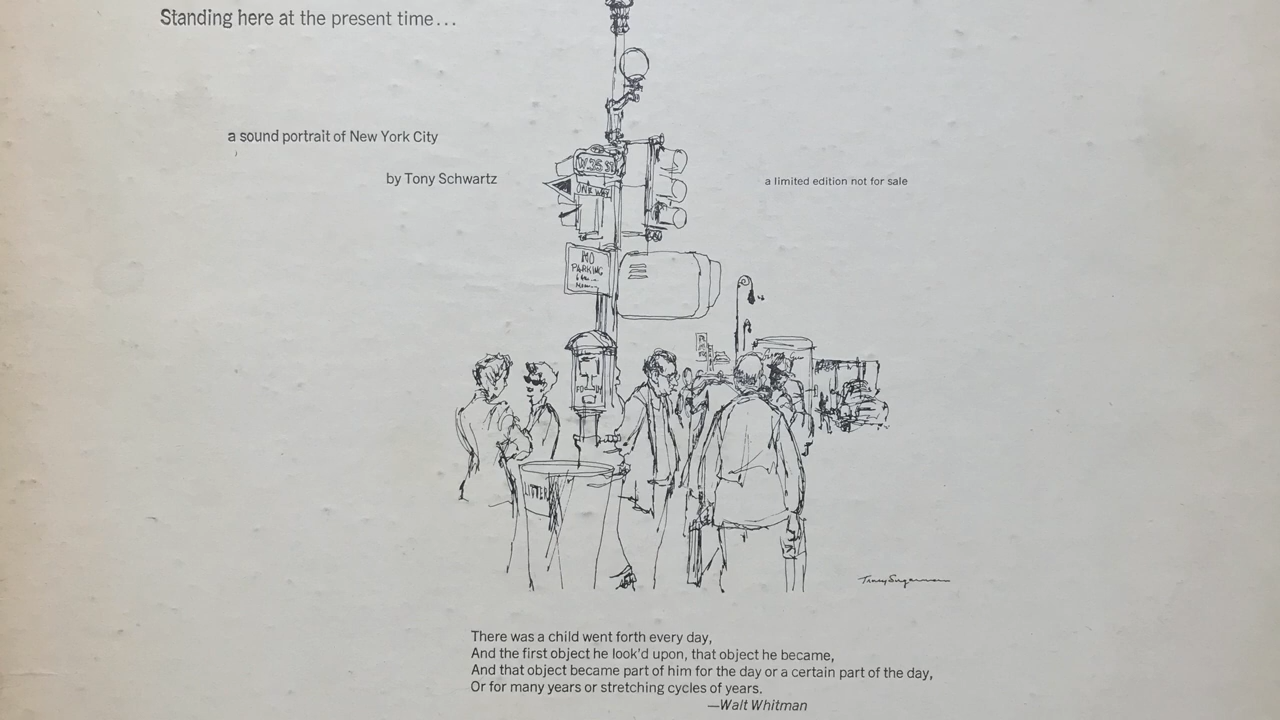 Standing here at the present time...
a sound portrait of New York City
by Tony Schwartz
a limited edition not for sale
W 35 ST
ONE WAY
NO
PARKING
LITTER
Tracy Sugarman
There was a child went forth every day,
And the first object he look'd upon, that object he became,
And that object became part of him for the day or a certain part of the day,
Or for many years or stretching cycles of years.
—Walt Whitman